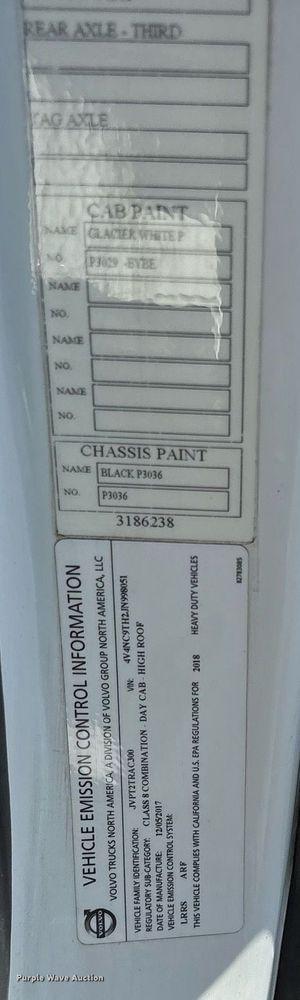 REAR AXLE - THIRD
TAG AXLE
CAB PAINT
NAME GLACIER WHITE P
NO. P3029 -EYBE
NAME
NO.
NAME
NO.
NAME
NO.
CHASSIS PAINT
NAME BLACK P3036
NO. P3036
3186238
82783085
VEHICLE EMISSION CONTROL INFORMATION
VOLVO TRUCKS NORTH AMERICA, A DIVISION OF VOLVO GROUP NORTH AMERICA, LLC
VOLVO
VEHICLE FAMILY IDENTIFICATION: JVPT2TRAC300 VIN: 4V4NC9TH2JN998051
REGULATORY SUB-CATEGORY: CLASS 8 COMBINATION - DAY CAB - HIGH ROOF
DATE OF MANUFACTURE: 12/05/2017
VEHICLE EMISSION CONTROL SYSTEM:
LRRS ARF
THIS VEHICLE COMPLIES WITH CALIFORNIA AND U.S. EPA REGULATIONS FOR 2018 HEAVY DUTY VEHICLES
Purple Wave Auction